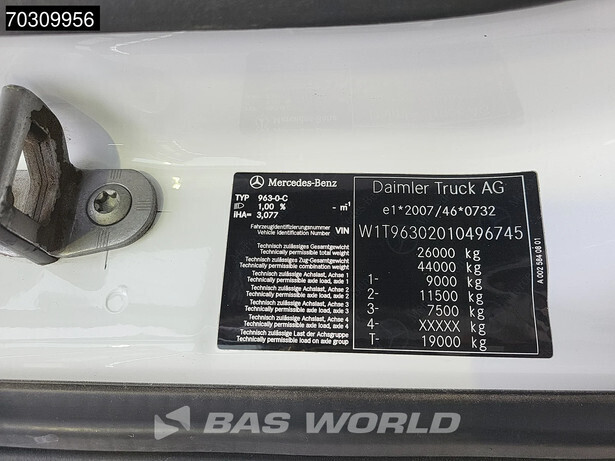 70309956
Mercedes-Benz
Daimler Truck AG
TYP 963-0-C
1,00 % - m⁻¹
IHA= 3,077
e1*2007/46*0732
Fahrzeugidentifizierungsnummer
Vehicle Identification Number VIN W1T96302010496745
Technisch zulässiges Gesamtgewicht
Technically permissible total weight 26000 kg
Technisch zulässiges Zug-Gesamtgewicht
Technically permissible combination weight 44000 kg
Technisch zulässige Achslast, Achse 1
Technically permissible axle load, axle 1 1- 9000 kg
Technisch zulässige Achslast, Achse 2
Technically permissible axle load, axle 2 2- 11500 kg
Technisch zulässige Achslast, Achse 3
Technically permissible axle load, axle 3 3- 7500 kg
Technisch zulässige Achslast, Achse 4
Technically permissible axle load, axle 4 4- XXXXX kg
Technisch zulässige Last der Achsgruppe
Technically permissible load on axle group T- 19000 kg
A 002 584 08 01
BAS WORLD